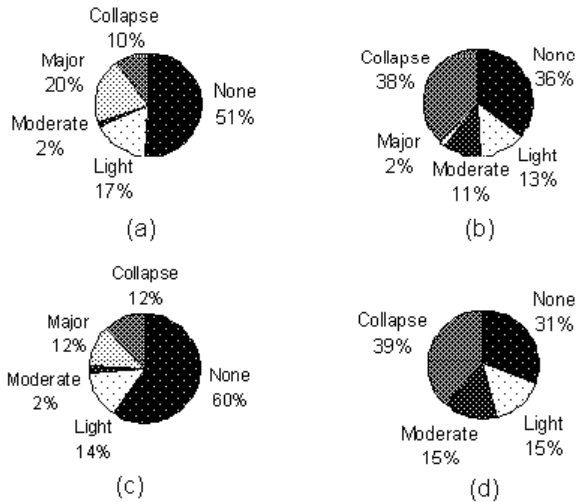 Collapse
10%
Major
20%
None
51%
Moderate
2%
Light
17%
(a)
Collapse
38%
None
36%
Major
2%
Moderate
11%
Light
13%
(b)
Collapse
12%
Major
12%
Moderate
2%
None
60%
Light
14%
(c)
None
31%
Collapse
39%
Moderate
15%
Light
15%
(d)